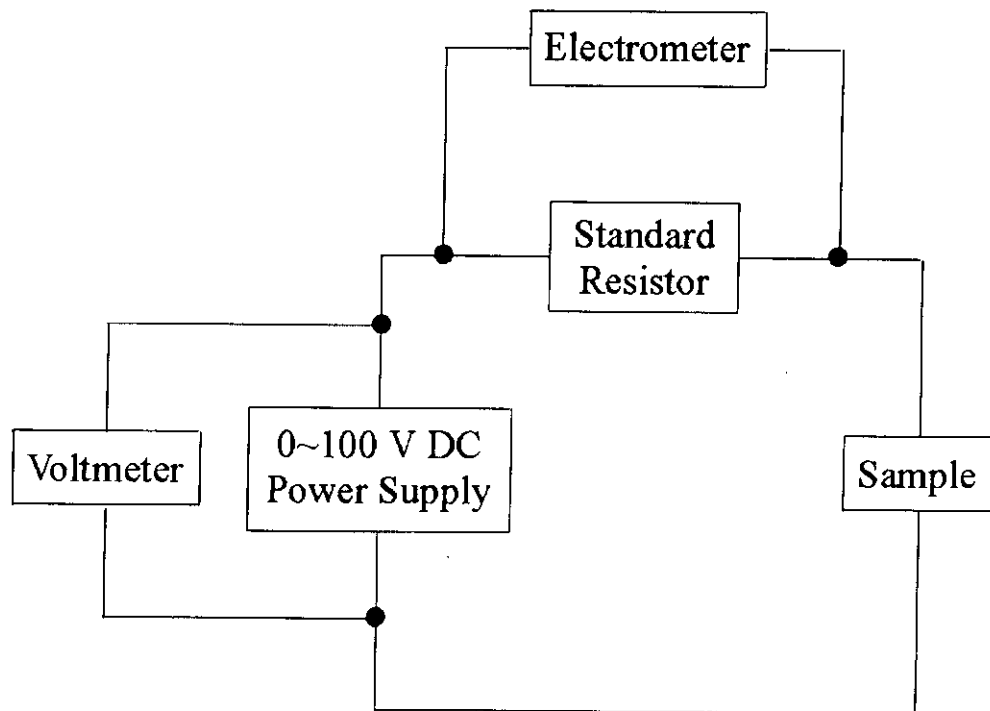 Electrometer
Standard
Resistor
0~100 V DC
Power Supply
Voltmeter
Sample